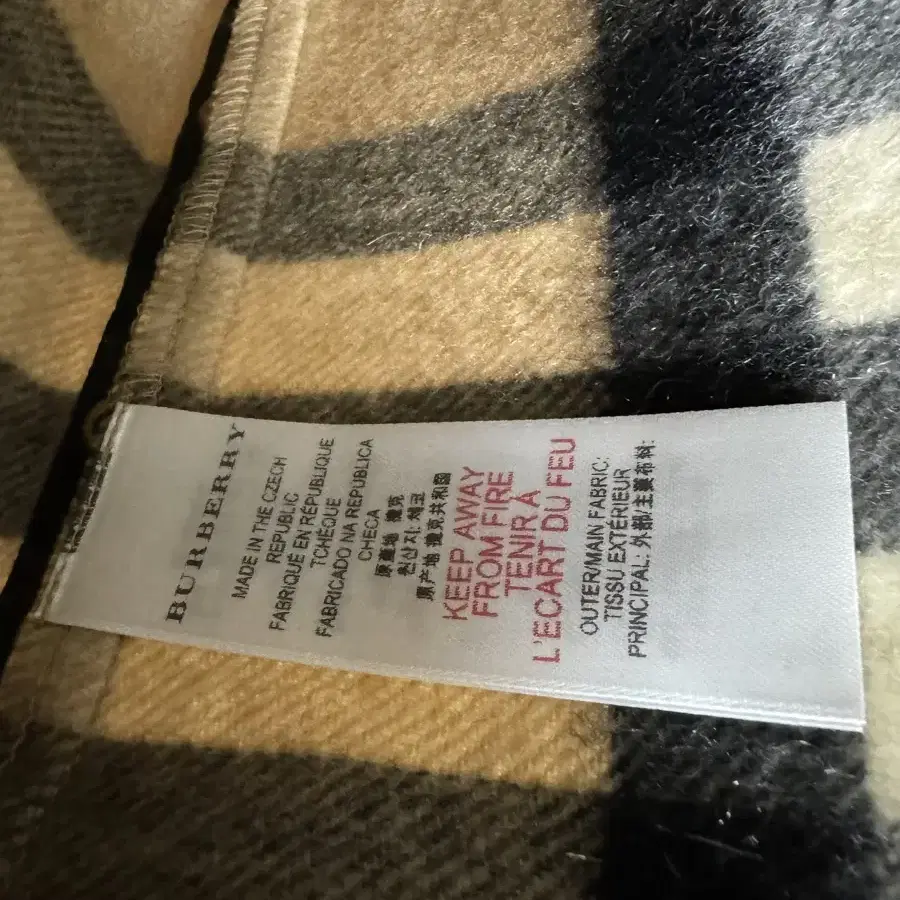 BURBERRY
MADE IN THE CZECH
REPUBLIC
FABRIQUÉ EN RÉPUBLIQUE
TCHÈQUE
FABRICADO NA REPUBLICA
CHECA
原產地 捷克
원산지: 체코
原产地 捷克共和国
KEEP AWAY
FROM FIRE
TENIR À
L'ECART DU FEU
OUTER/MAIN FABRIC:
TISSU EXTÉRIEUR
PRINCIPAL: 外部/主要布料: